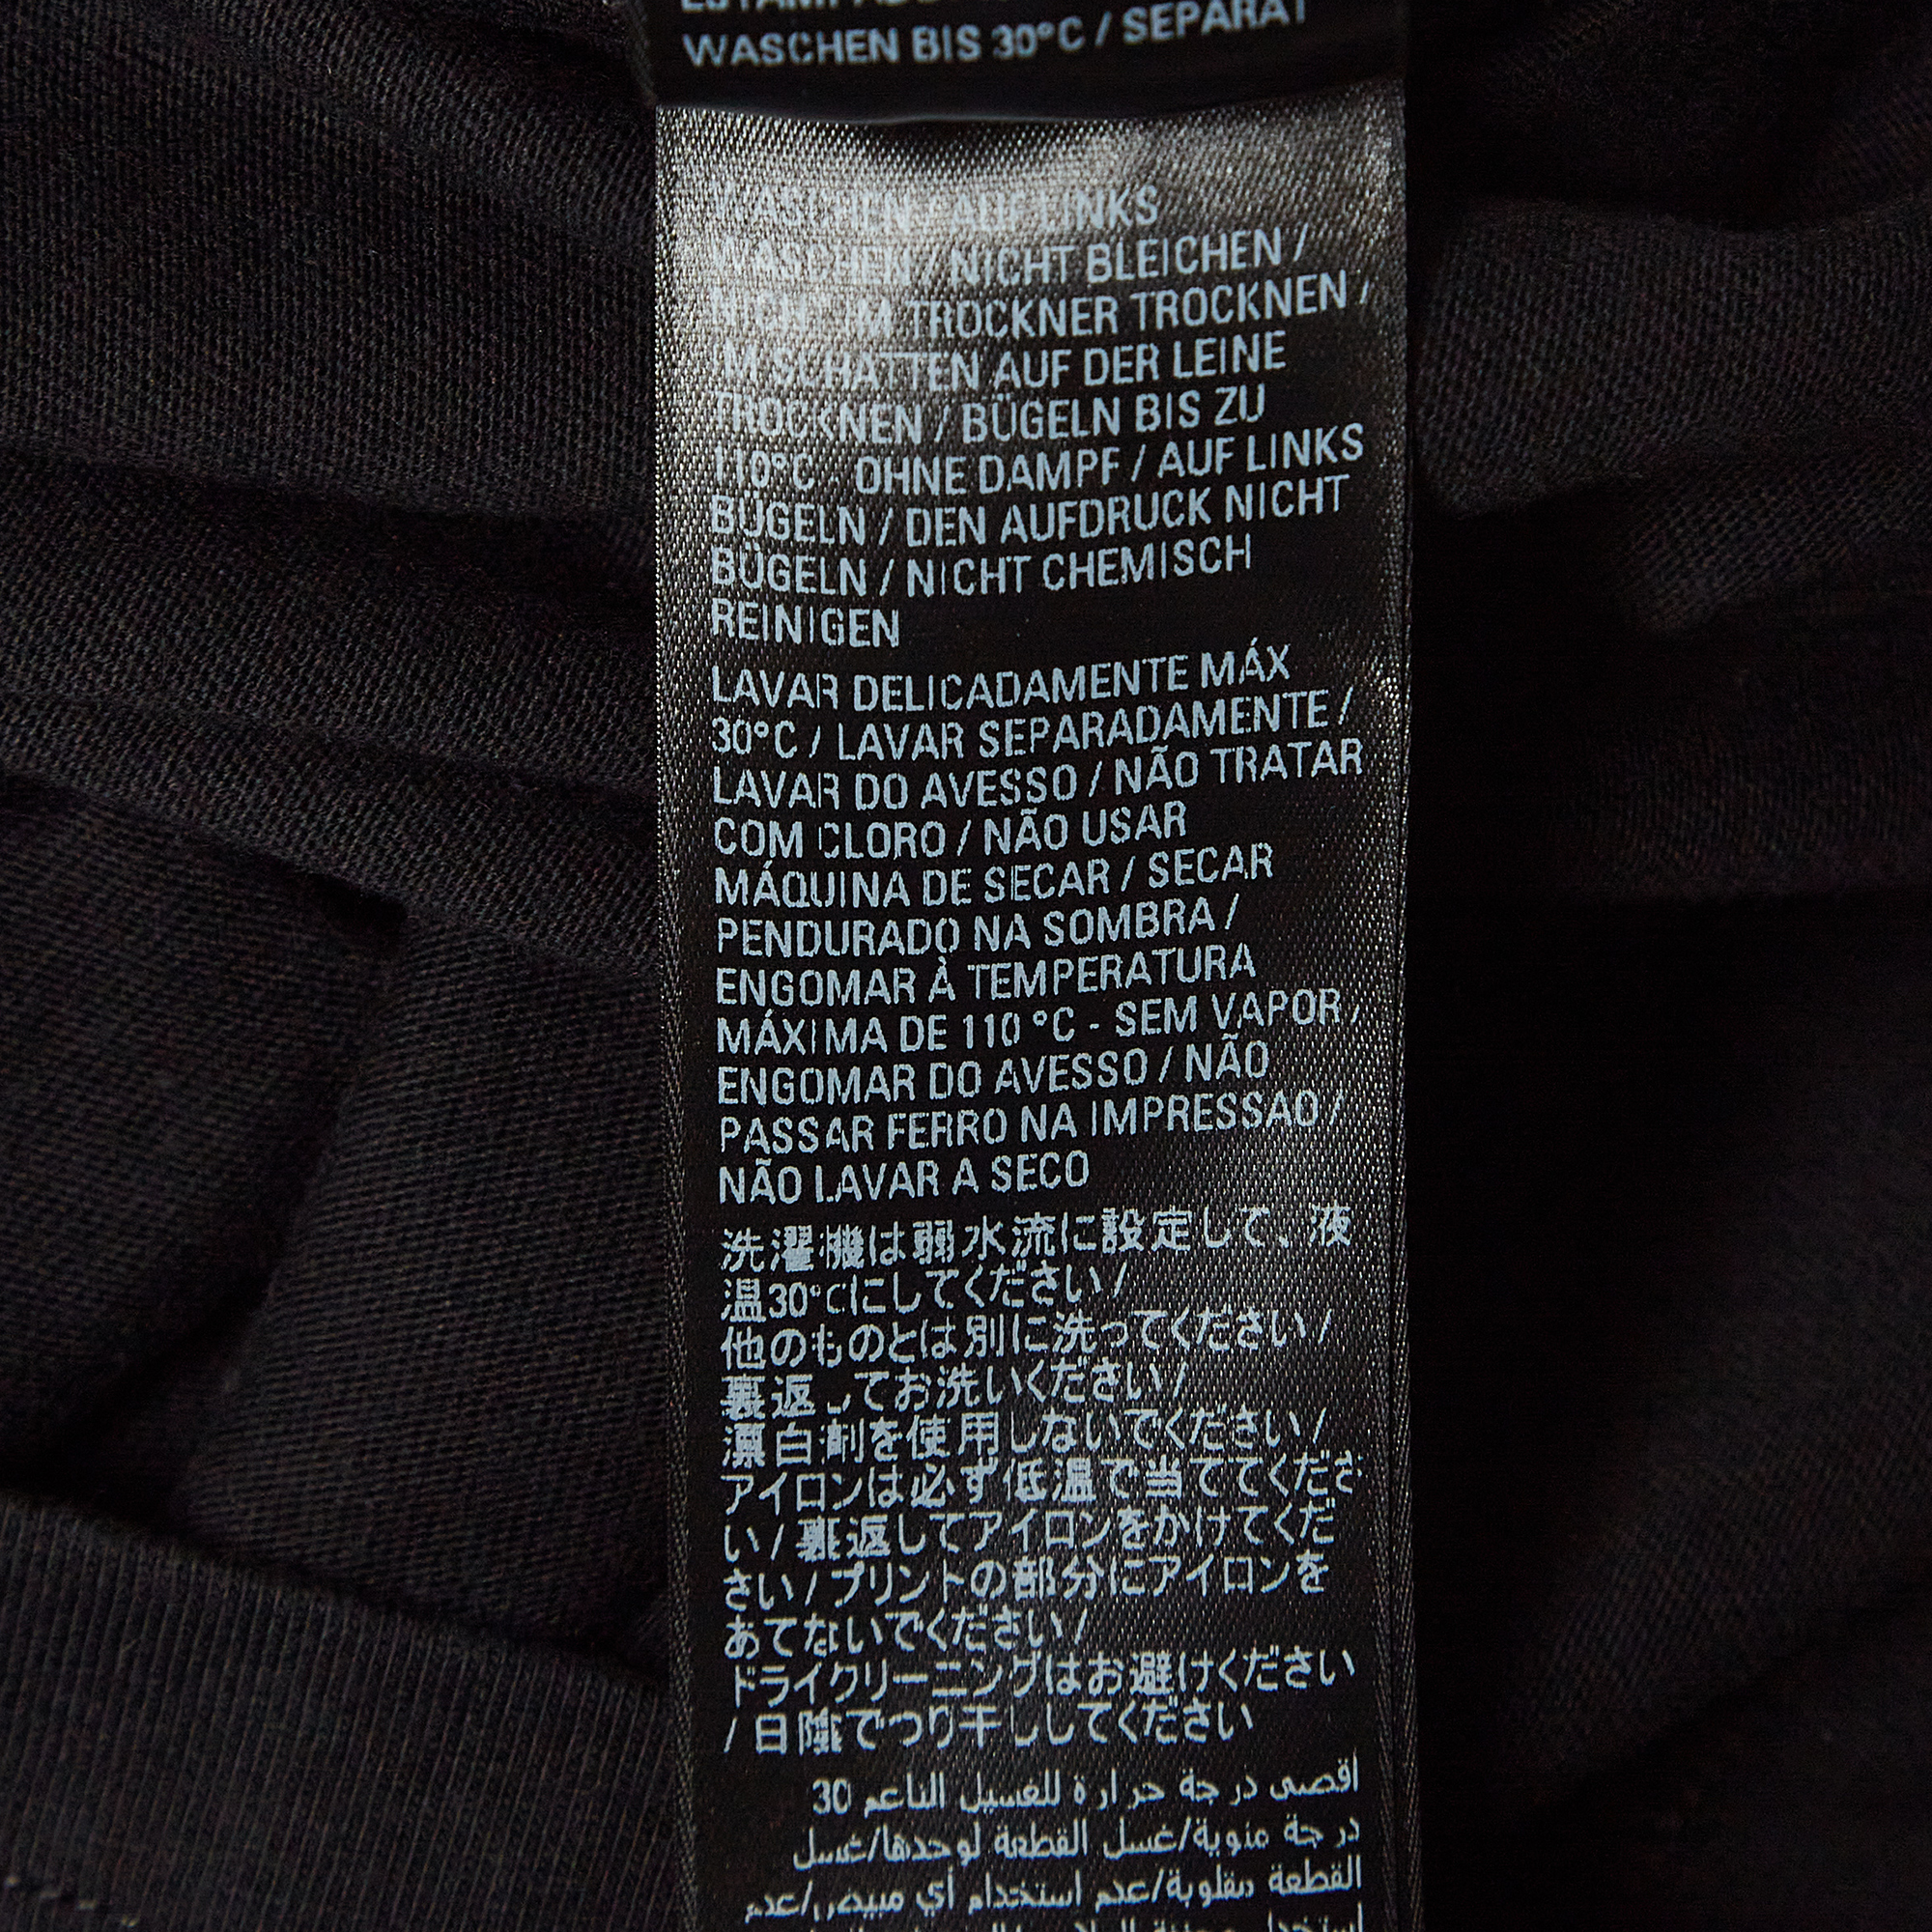 WASCHEN BIS 30°C / SEPARAT
WASCHEN / AUF LINKS
WASCHEN / NICHT BLEICHEN /
NICHT IM TROCKNER TROCKNEN /
IM SCHATTEN AUF DER LEINE
TROCKNEN / BÜGELN BIS ZU
110°C - OHNE DAMPF / AUF LINKS
BÜGELN / DEN AUFDRUCK NICHT
BÜGELN / NICHT CHEMISCH
REINIGEN
LAVAR DELICADAMENTE MÁX
30°C / LAVAR SEPARADAMENTE /
LAVAR DO AVESSO / NÃO TRATAR
COM CLORO / NÃO USAR
MÁQUINA DE SECAR / SECAR
PENDURADO NA SOMBRA /
ENGOMAR À TEMPERATURA
MÁXIMA DE 110 °C - SEM VAPOR /
ENGOMAR DO AVESSO / NÃO
PASSAR FERRO NA IMPRESSAO /
NÃO LAVAR A SECO
洗濯機は弱水流に設定して、液
温30℃にしてください /
他のものとは別に洗ってください /
裏返してお洗いください /
漂白剤を使用しないでください /
アイロンは必ず低温で当ててくださ
い / 裏返してアイロンをかけてくだ
さい / プリントの部分にアイロンを
あてないでください /
ドライクリーニングはお避けください
/ 日陰でつり干ししてください
اقصى درجة حرارة للغسيل الناعم 30
درجة مئوية/غسل القطعة لوحدها/غسل
القطعة مقلوبة/عدم استخدام أي مبيض/عدم